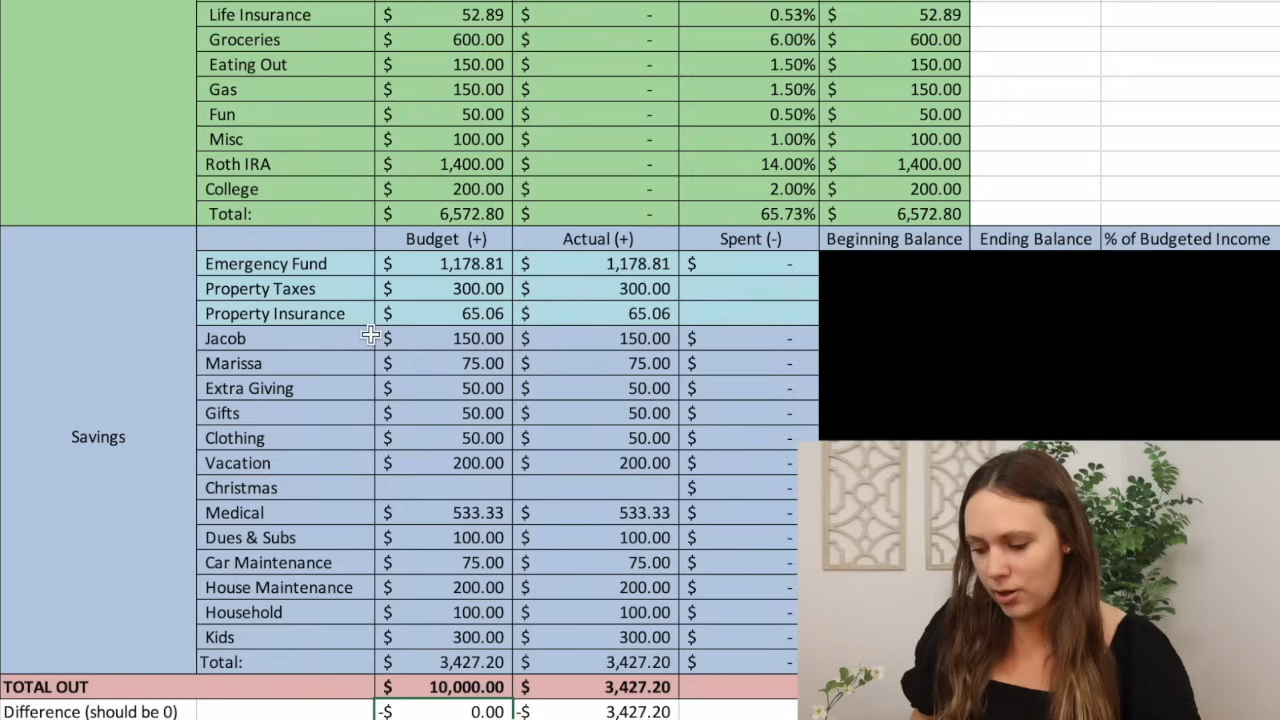 Life Insurance $ 52.89 $ - 0.53% $ 52.89
Groceries $ 600.00 $ - 6.00% $ 600.00
Eating Out $ 150.00 $ - 1.50% $ 150.00
Gas $ 150.00 $ - 1.50% $ 150.00
Fun $ 50.00 $ - 0.50% $ 50.00
Misc $ 100.00 $ - 1.00% $ 100.00
Roth IRA $ 1,400.00 $ - 14.00% $ 1,400.00
College $ 200.00 $ - 2.00% $ 200.00
Total: $ 6,572.80 $ - 65.73% $ 6,572.80
Budget (+) Actual (+) Spent (-) Beginning Balance Ending Balance % of Budgeted Income
Emergency Fund $ 1,178.81 $ 1,178.81 $ -
Property Taxes $ 300.00 $ 300.00
Property Insurance $ 65.06 $ 65.06
Jacob $ 150.00 $ 150.00 $ -
Marissa $ 75.00 $ 75.00 $ -
Extra Giving $ 50.00 $ 50.00 $ -
Gifts $ 50.00 $ 50.00 $ -
Savings Clothing $ 50.00 $ 50.00 $ -
Vacation $ 200.00 $ 200.00 $ -
Christmas $ -
Medical $ 533.33 $ 533.33 $ -
Dues & Subs $ 100.00 $ 100.00 $ -
Car Maintenance $ 75.00 $ 75.00 $ -
House Maintenance $ 200.00 $ 200.00 $ -
Household $ 100.00 $ 100.00 $ -
Kids $ 300.00 $ 300.00 $ -
Total: $ 3,427.20 $ 3,427.20 $ -
TOTAL OUT $ 10,000.00 $ 3,427.20
Difference (should be 0) -$ 0.00 -$ 3,427.20